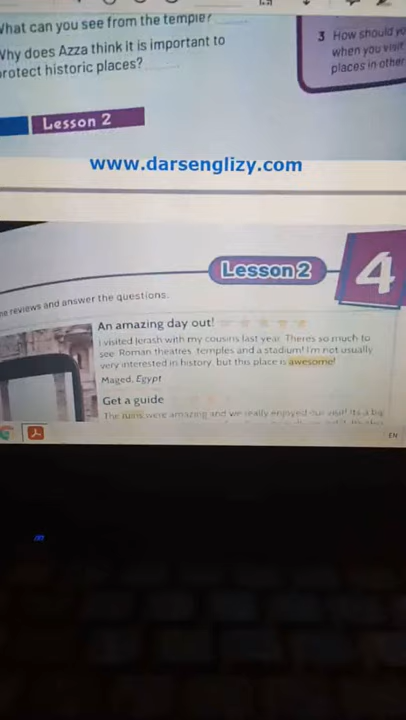 What can you see from the temple?
Why does Azza think it is important to
protect historic places?
3 How should yo
when you visit
places in other
Lesson 2
www.darsenglizy.com
Lesson 2
4
he reviews and answer the questions.
An amazing day out!
I visited Jerash with my cousins last year. There's so much to
see. Roman theatres, temples and a stadium! I'm not usually
very interested in history, but this place is awesome!
Maged, Egypt
Get a guide
The ruins were amazing and we really enjoyed our visit! It's a big
EN